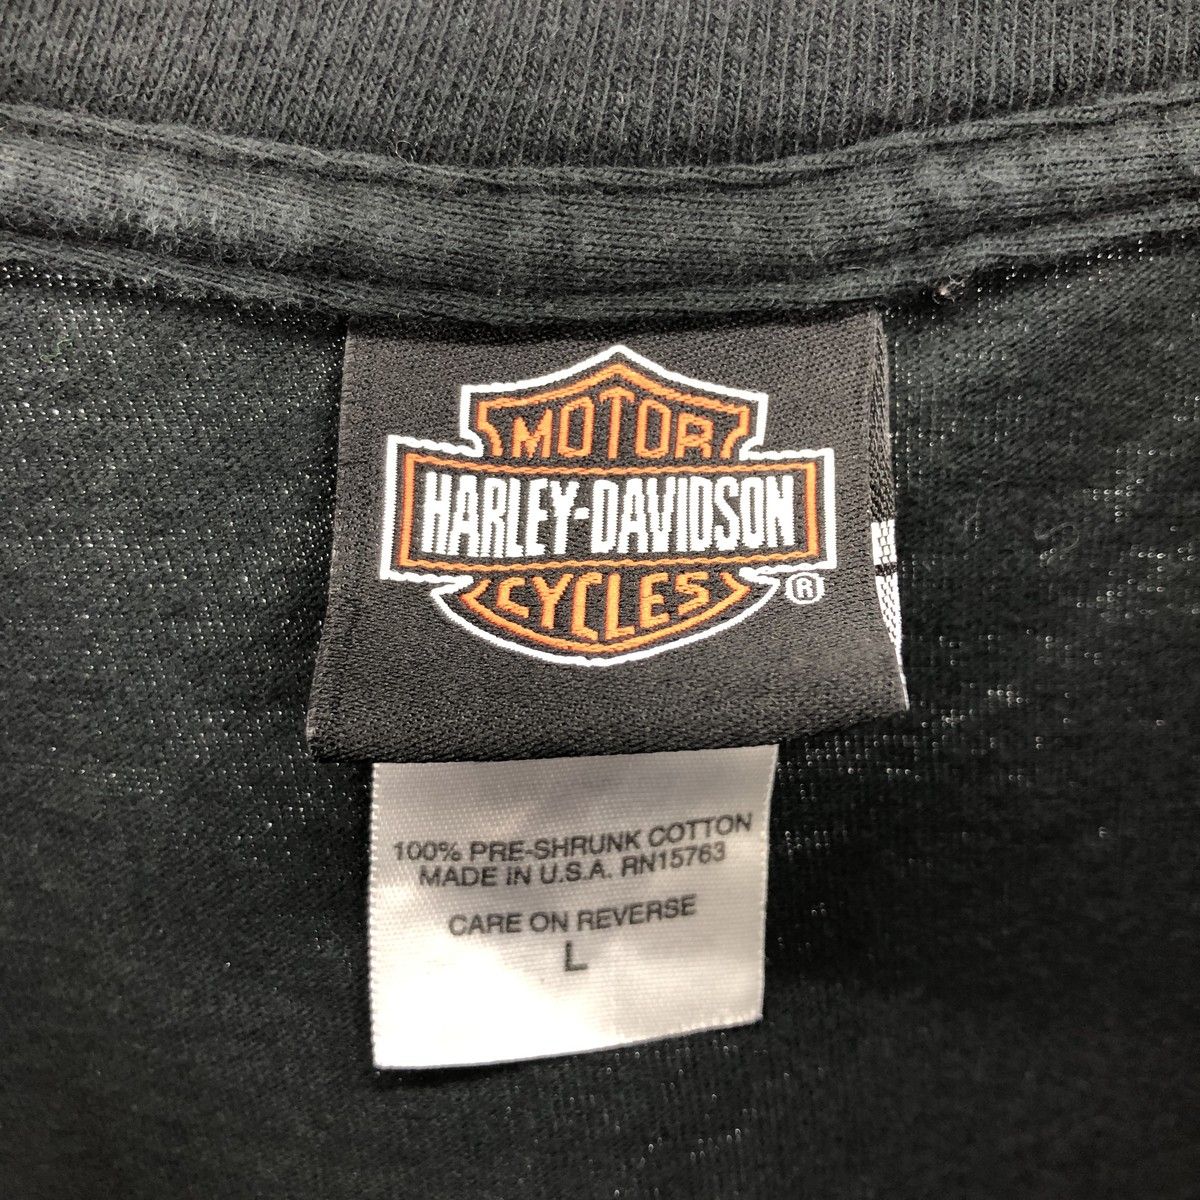 MOTOR
HARLEY-DAVIDSON
CYCLES
®
100% PRE-SHRUNK COTTON
MADE IN U.S.A. RN15763
CARE ON REVERSE
L